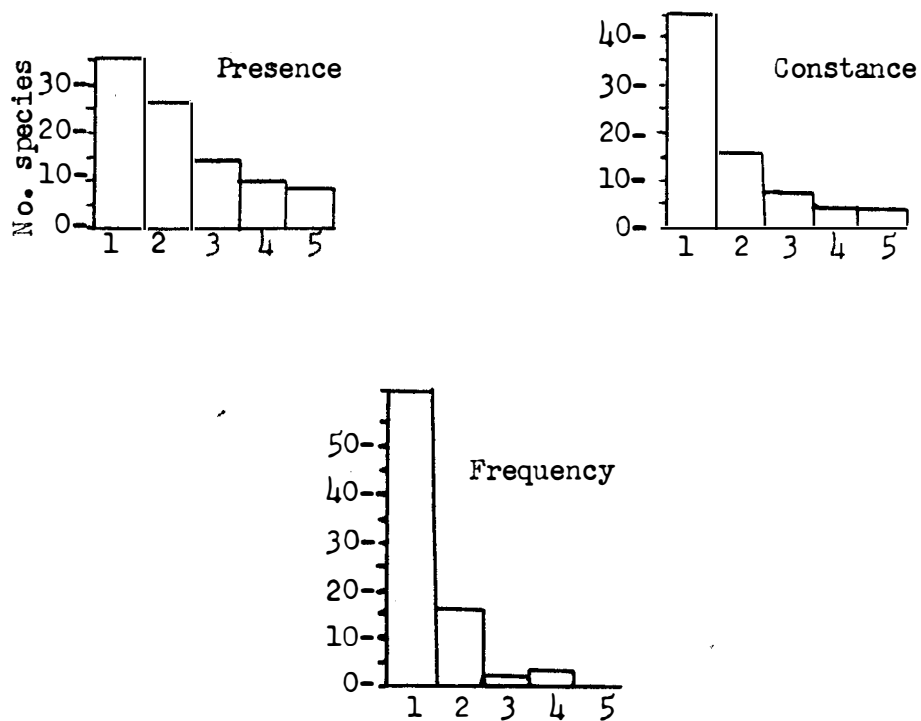 No. species
Presence
30-
20-
10-
0-
1 2 3 4 5
Constance
40-
30-
20-
10-
0-
1 2 3 4 5
Frequency
50-
40-
30-
20-
10-
0-
1 2 3 4 5